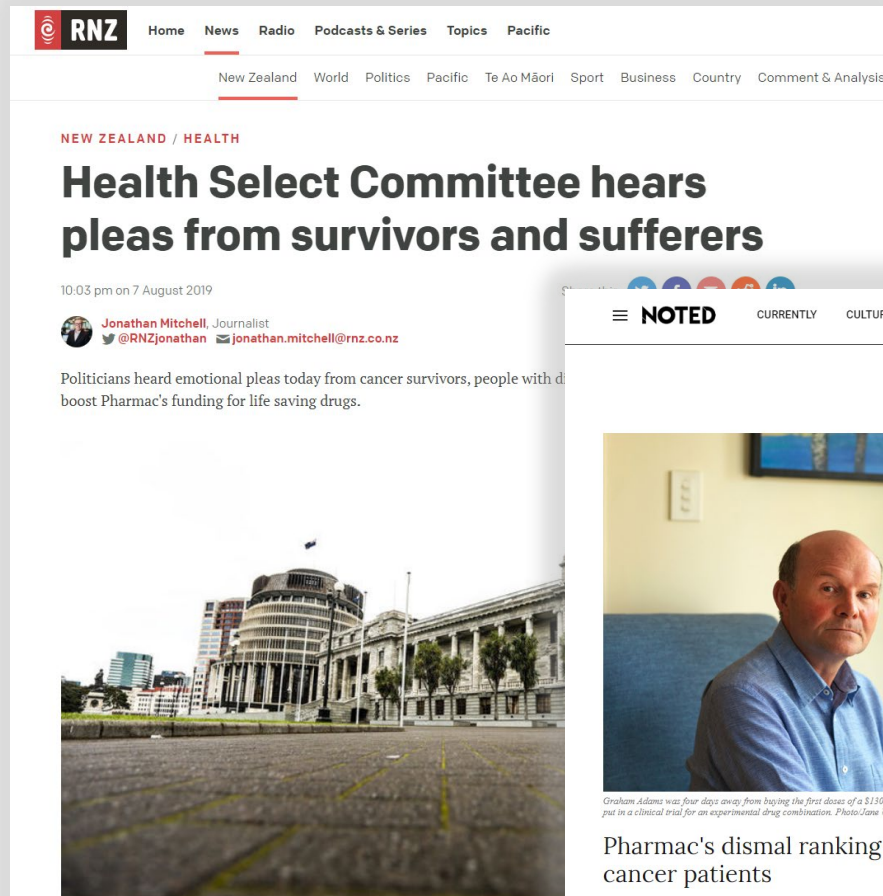 RNZ
Home News Radio Podcasts & Series Topics Pacific
New Zealand World Politics Pacific Te Ao Māori Sport Business Country Comment & Analysis
NEW ZEALAND / HEALTH
Health Select Committee hears
pleas from survivors and sufferers
10:03 pm on 7 August 2019
Jonathan Mitchell, Journalist
@RNZjonathan jonathan.mitchell@rnz.co.nz
Politicians heard emotional pleas today from cancer survivors, people with
boost Pharmac's funding for life saving drugs.
NOTED
CURRENTLY
Graham Adams was four days away from buying the first doses of a $130
put in a clinical trial for an experimental drug combination. Photo/Jane
Pharmac's dismal ranking
cancer patients